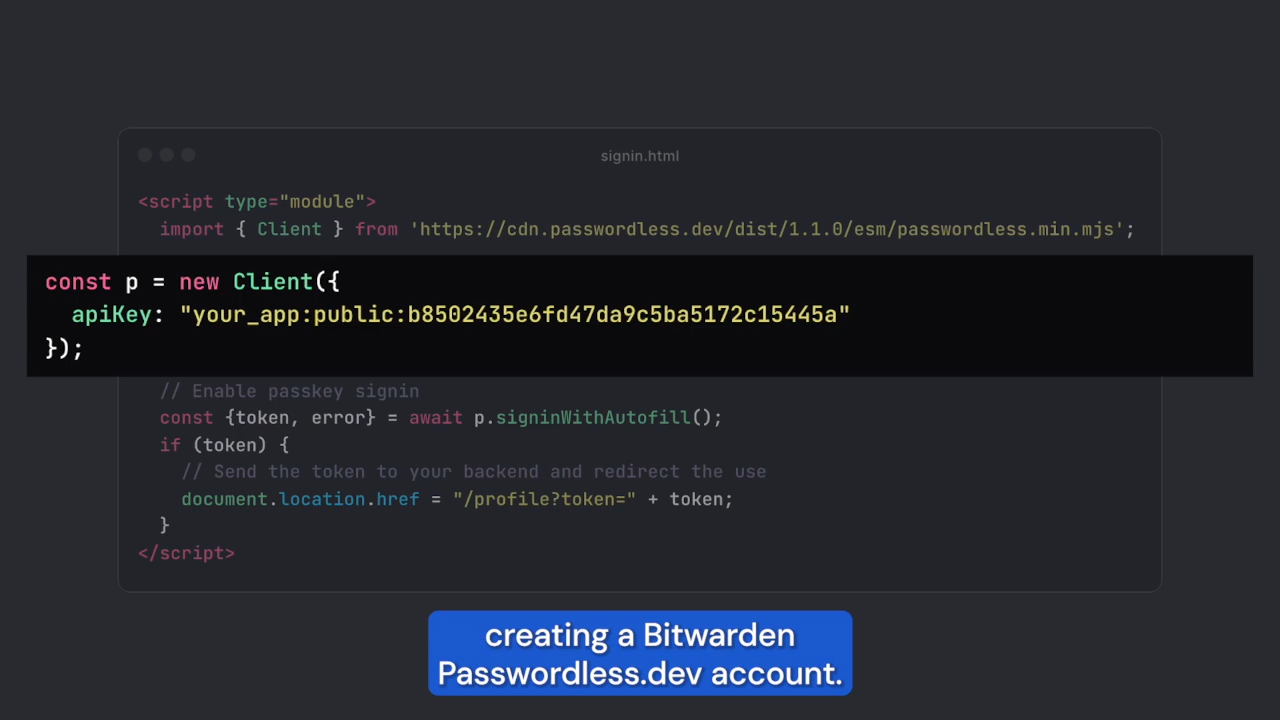 signin.html
<script type="module">
import { Client } from 'https://cdn.passwordless.dev/dist/1.1.0/esm/passwordless.min.mjs';
const p = new Client({
apiKey: "your_app:public:b8502435e6fd47da9c5ba5172c15445a"
});
// Enable passkey signin
const {token, error} = await p.signinWithAutofill();
if (token) {
// Send the token to your backend and redirect the use
document.location.href = "/profile?token=" + token;
}
</script>
creating a Bitwarden
Passwordless.dev account.